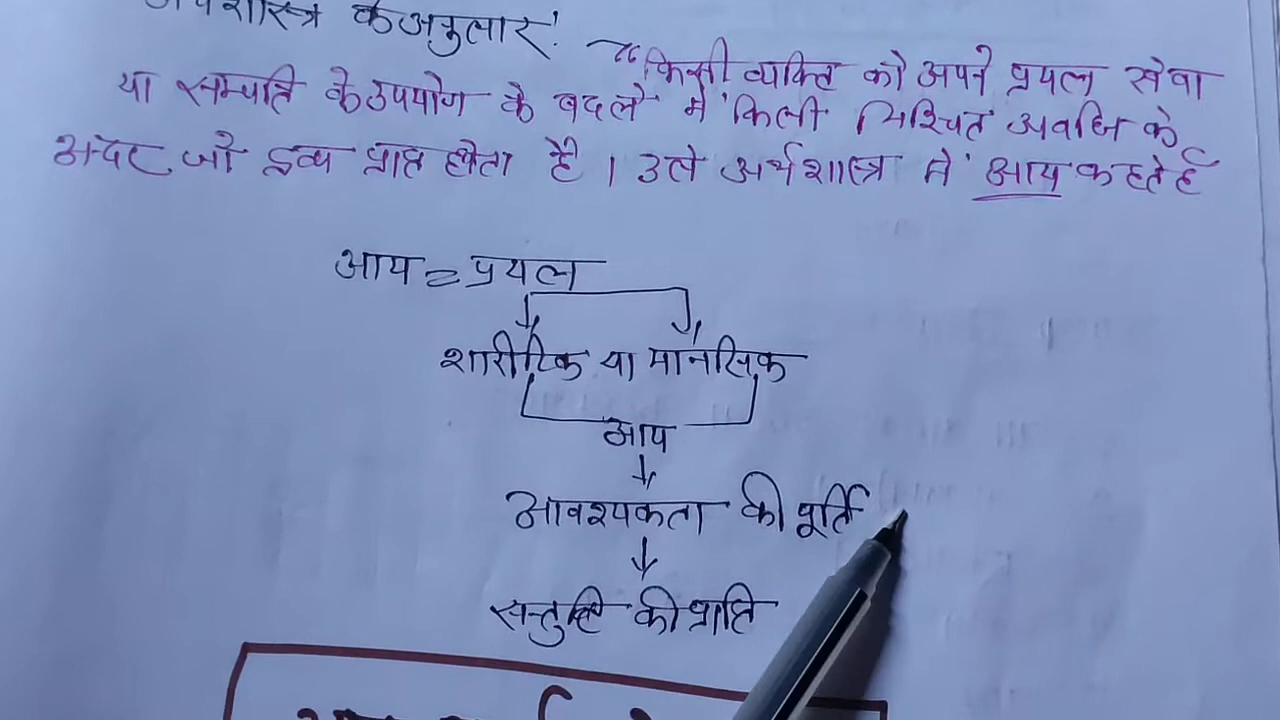 अर्थशास्त्र के अनुसार!
"किसी व्यक्ति को अपने प्रयत्न सेवा
या सम्पत्ति के उपयोग के बदले में किसी निश्चित अवधि के
अंदर जो द्रव्य प्राप्त होता है । उसे अर्थशास्त्र में आय कहते हैं
आय = प्रयत्न
शारीरिक या मानसिक
आय
आवश्यकता की पूर्ति
सन्तुष्टि की प्राप्ति